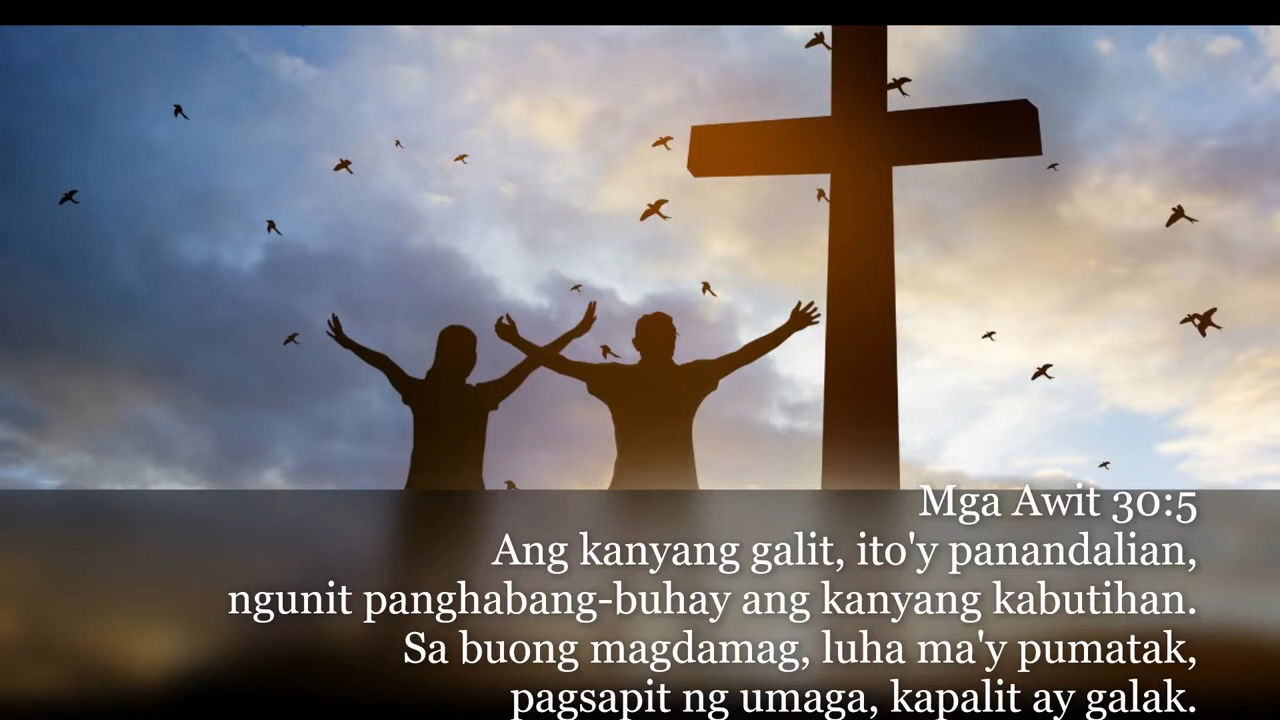 Mga Awit 30:5
Ang kanyang galit, ito'y panandalian,
ngunit panghabang-buhay ang kanyang kabutihan.
Sa buong magdamag, luha ma'y pumatak,
pagsapit ng umaga, kapalit ay galak.